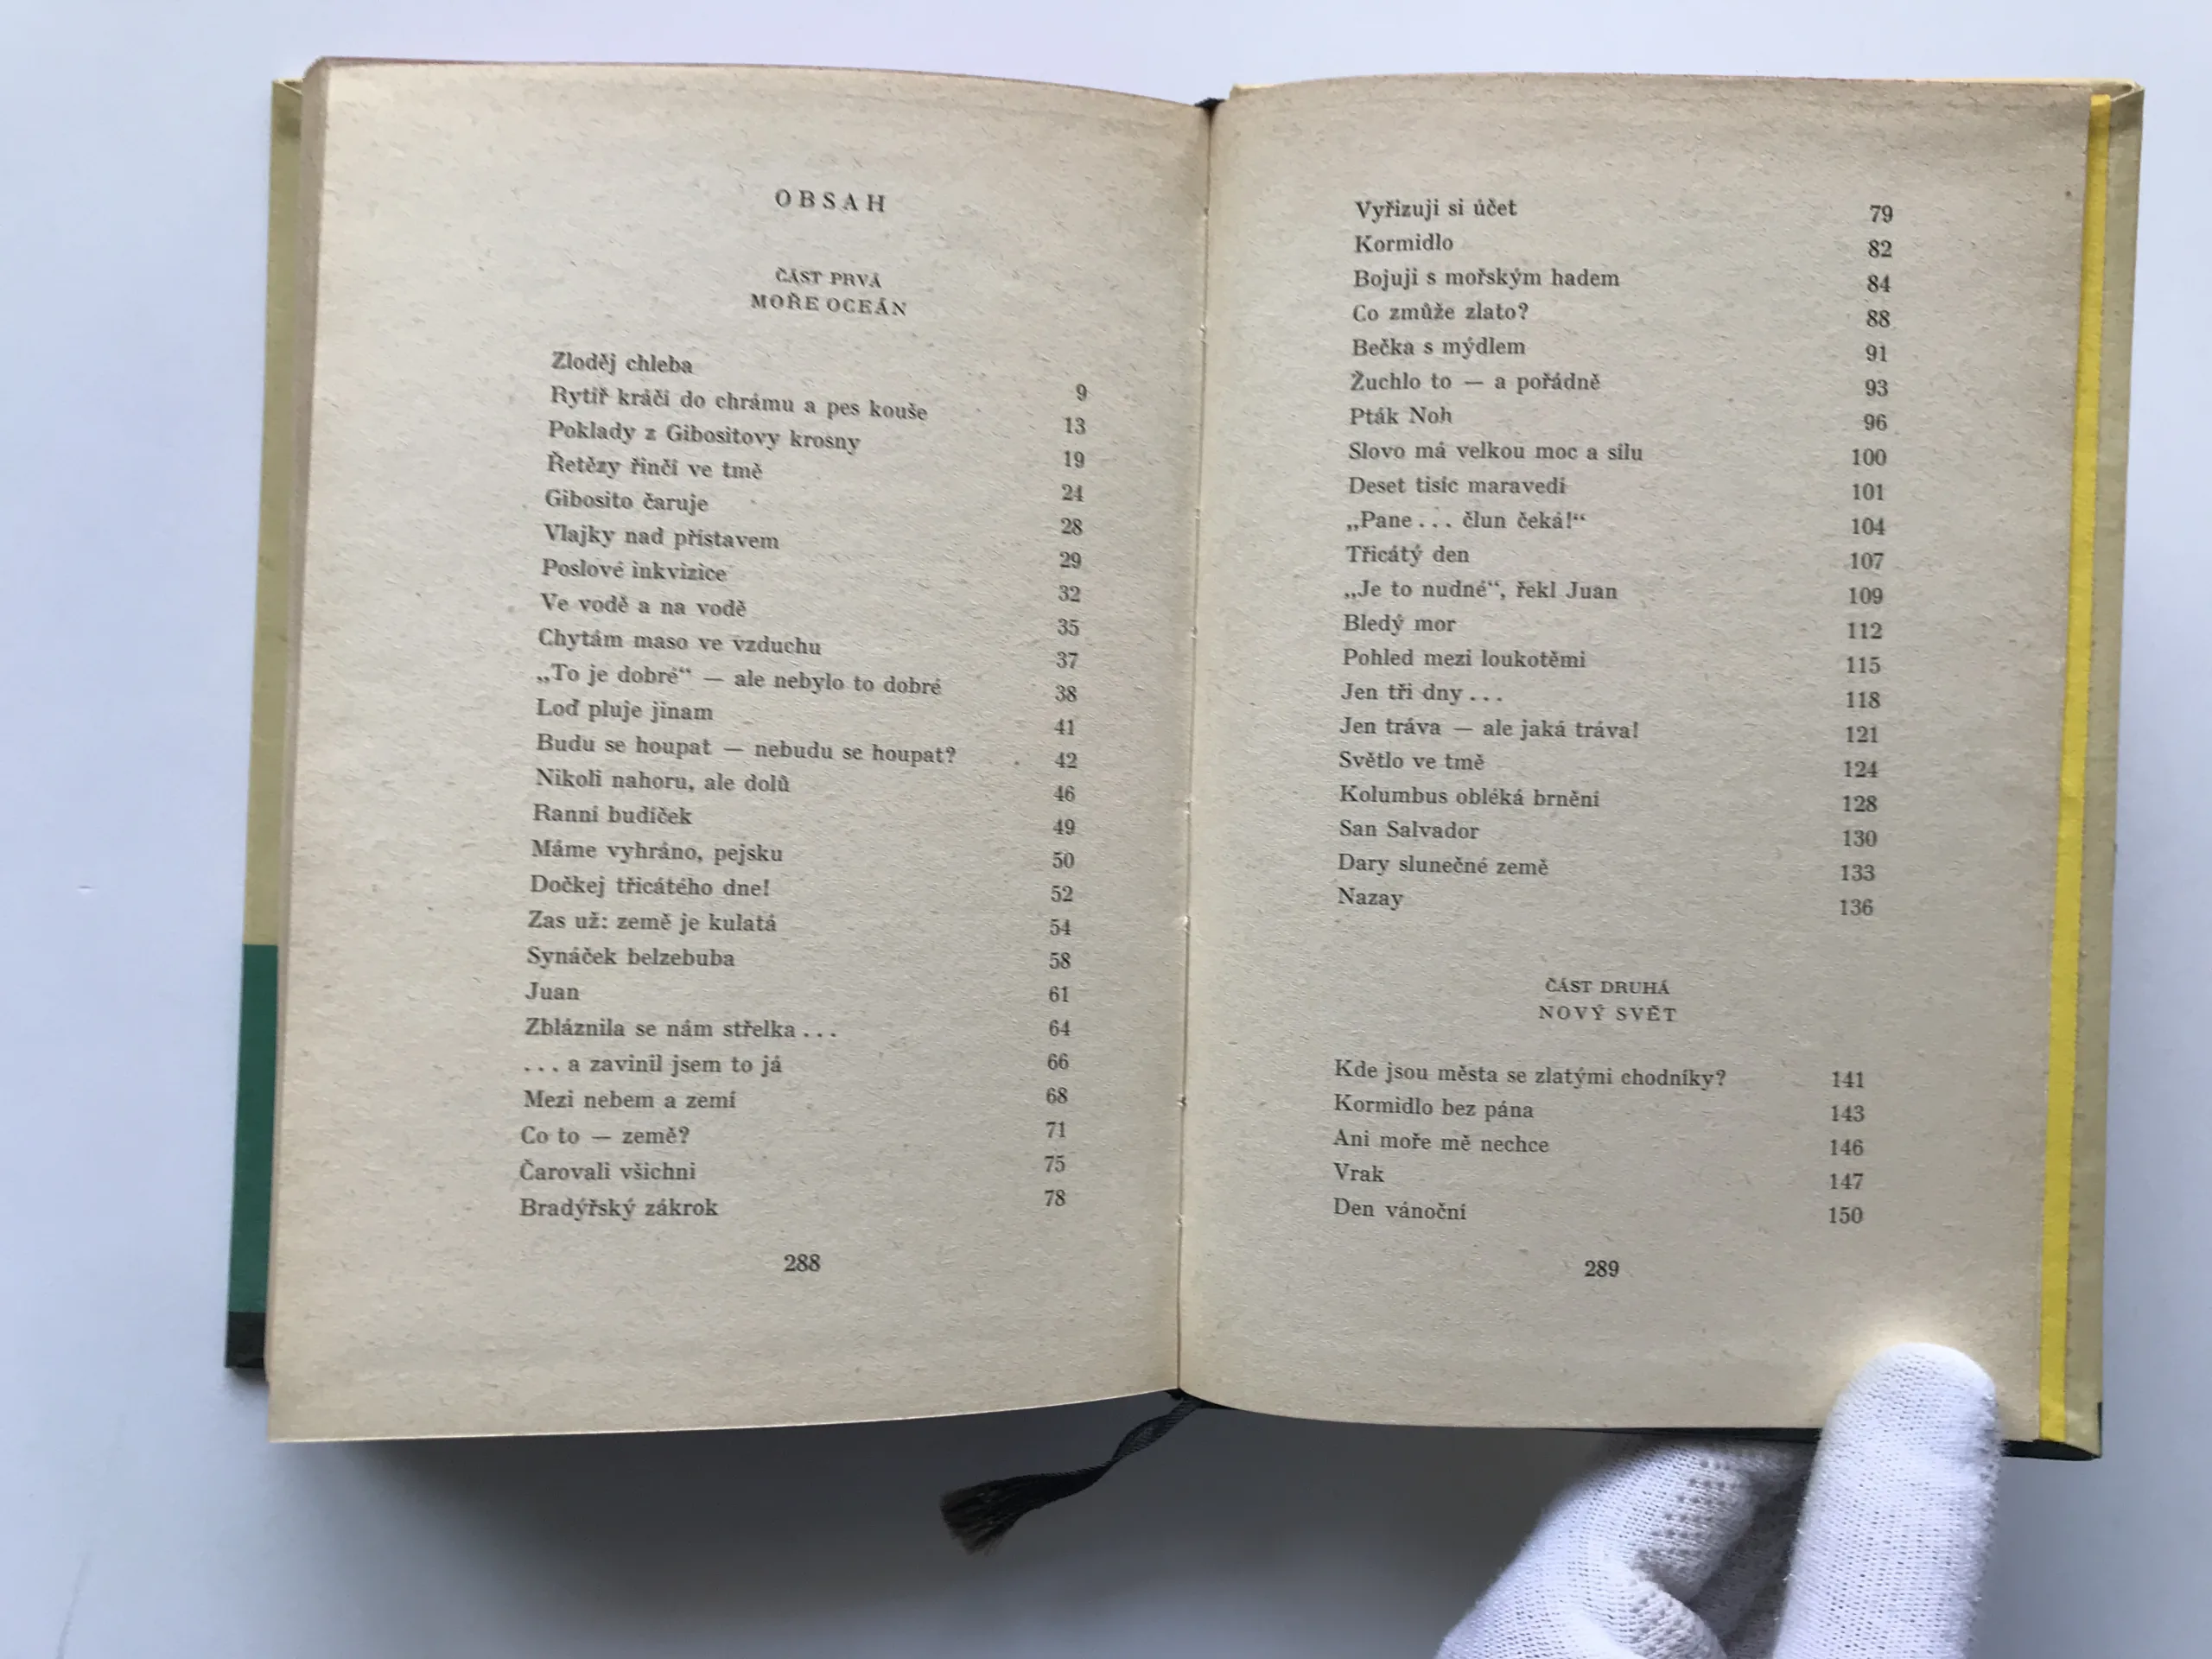 OBSAH
ČÁST PRVÁ
MOŘE OCEÁN
Zloděj chleba 9
Rytíř kráčí do chrámu a pes kouše 13
Poklady z Gibositovy krosny 19
Řetězy řinčí ve tmě 24
Gibosito čaruje 28
Vlajky nad přístavem 29
Poslové inkvizice 32
Ve vodě a na vodě 35
Chytám maso ve vzduchu 37
„To je dobré“ — ale nebylo to dobré 38
Loď pluje jinam 41
Budu se houpat — nebudu se houpat? 42
Nikoli nahoru, ale dolů 46
Ranní budíček 49
Máme vyhráno, pejsku 50
Dočkej třicátého dne! 52
Zas už: země je kulatá 54
Synáček belzebuba 58
Juan 61
Zbláznila se nám střelka... 64
... a zavinil jsem to já 66
Mezi nebem a zemí 68
Co to — země? 71
Čarovali všichni 75
Bradýřský zákrok 78
288
Vyřizuji si účet 79
Kormidlo 82
Bojuji s mořským hadem 84
Co zmůže zlato? 88
Bečka s mýdlem 91
Žuchlo to — a pořádně 93
Pták Noh 96
Slovo má velkou moc a sílu 100
Deset tisíc maravedí 101
„Pane... člun čeká!“ 104
Třicátý den 107
„Je to nudné“, řekl Juan 109
Bledý mor 112
Pohled mezi loukotěmi 115
Jen tři dny... 118
Jen tráva — ale jaká tráva! 121
Světlo ve tmě 124
Kolumbus obléká brnění 128
San Salvador 130
Dary slunečné země 133
Nazay 136
ČÁST DRUHÁ
NOVÝ SVĚT
Kde jsou města se zlatými chodníky? 141
Kormidlo bez pána 143
Ani moře mě nechce 146
Vrak 147
Den vánoční 150
289